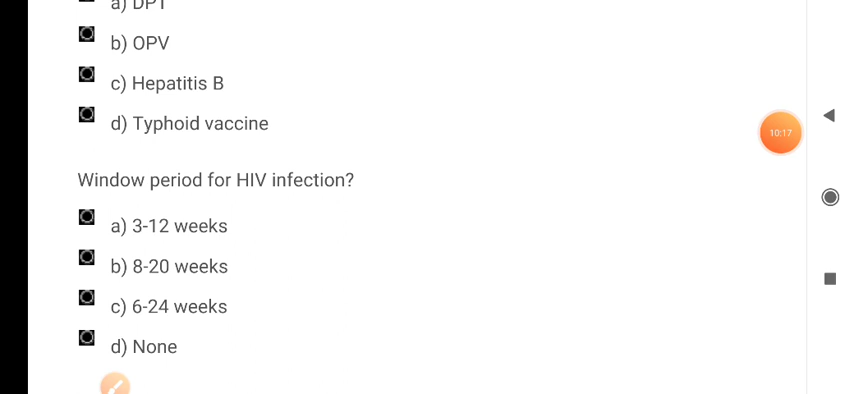 a) DPT
b) OPV
c) Hepatitis B
d) Typhoid vaccine
10:17
Window period for HIV infection?
a) 3-12 weeks
b) 8-20 weeks
c) 6-24 weeks
d) None